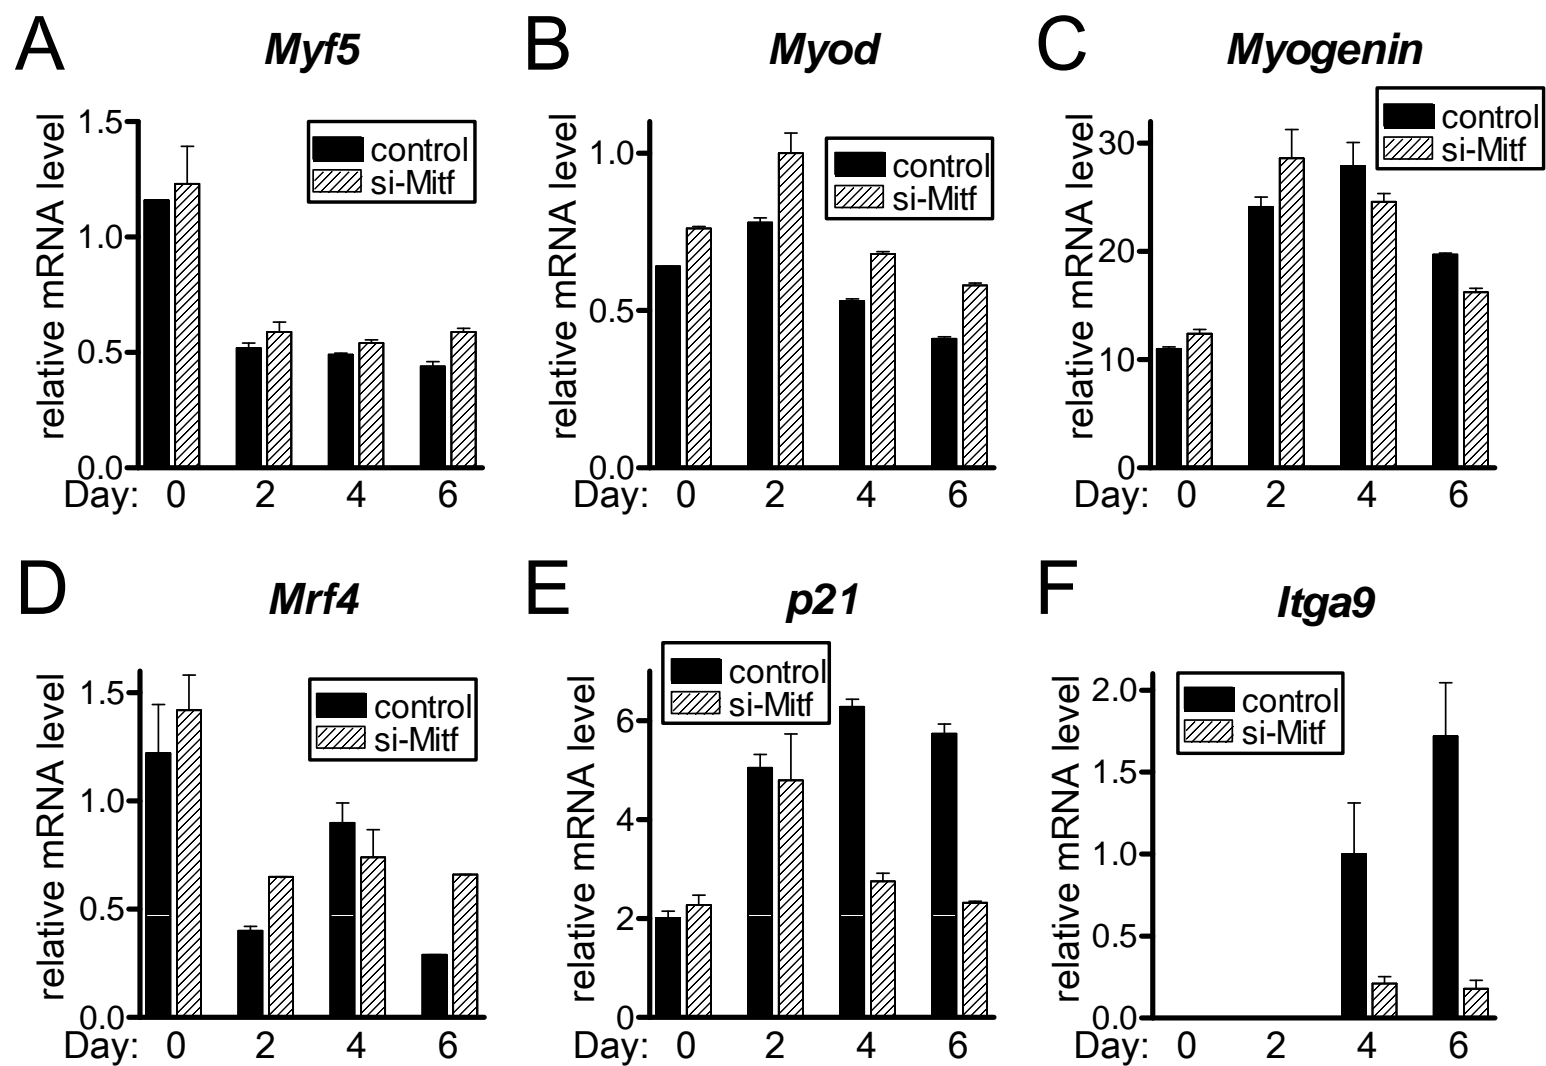 A
Myf5
relative mRNA level
1.5
1.0
0.5
0.0
control
si-Mitf
Day: 0 2 4 6
B
Myod
relative mRNA level
1.0
0.5
0.0
control
si-Mitf
Day: 0 2 4 6
C
Myogenin
relative mRNA level
30
20
10
0
control
si-Mitf
Day: 0 2 4 6
D
Mrf4
relative mRNA level
1.5
1.0
0.5
0.0
control
si-Mitf
Day: 0 2 4 6
E
p21
relative mRNA level
6
4
2
0
control
si-Mitf
Day: 0 2 4 6
F
Itga9
relative mRNA level
2.0
1.5
1.0
0.5
0.0
control
si-Mitf
Day: 0 2 4 6